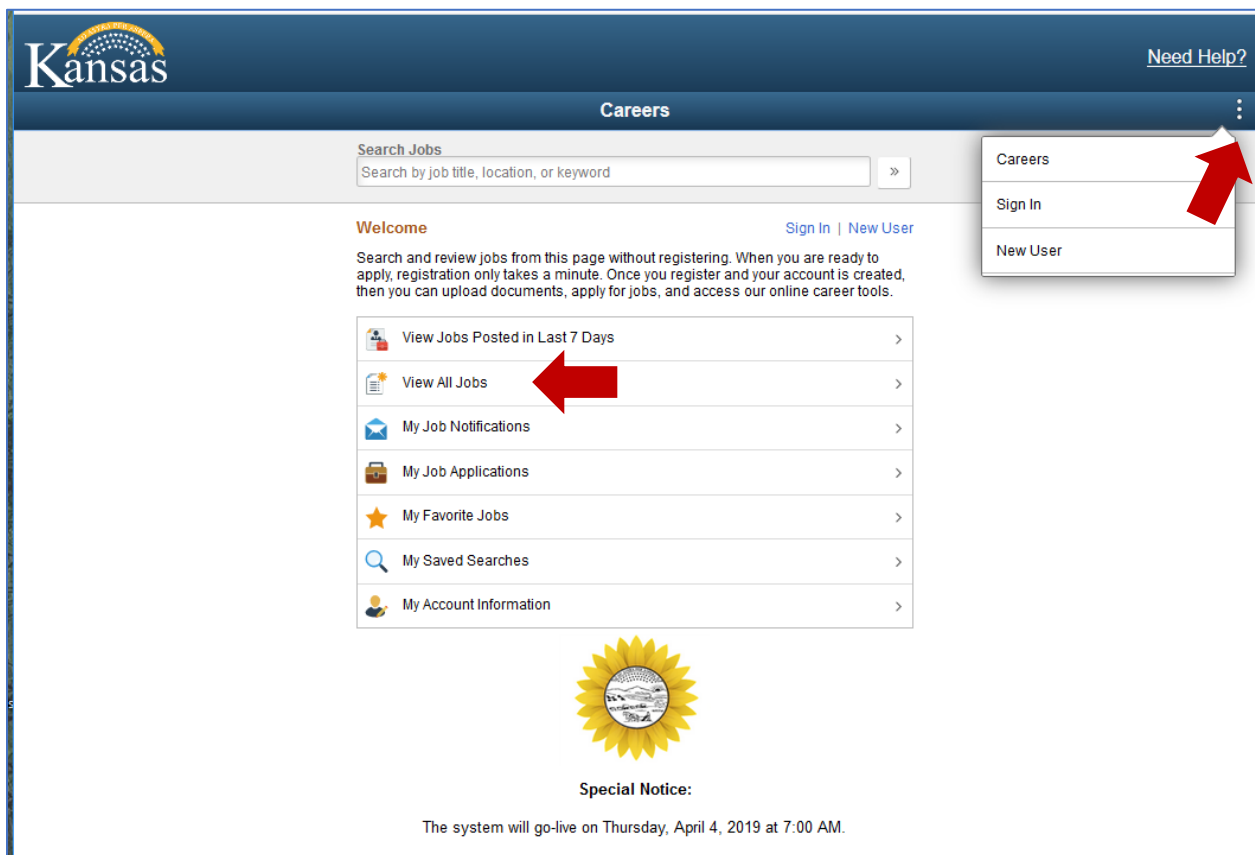 Kansas
Need Help?
Careers
Search Jobs
Search by job title, location, or keyword
»
Careers
Sign In
New User
Welcome
Sign In | New User
Search and review jobs from this page without registering. When you are ready to
apply, registration only takes a minute. Once you register and your account is created,
then you can upload documents, apply for jobs, and access our online career tools.
View Jobs Posted in Last 7 Days
View All Jobs
My Job Notifications
My Job Applications
My Favorite Jobs
My Saved Searches
My Account Information
Special Notice:
The system will go-live on Thursday, April 4, 2019 at 7:00 AM.